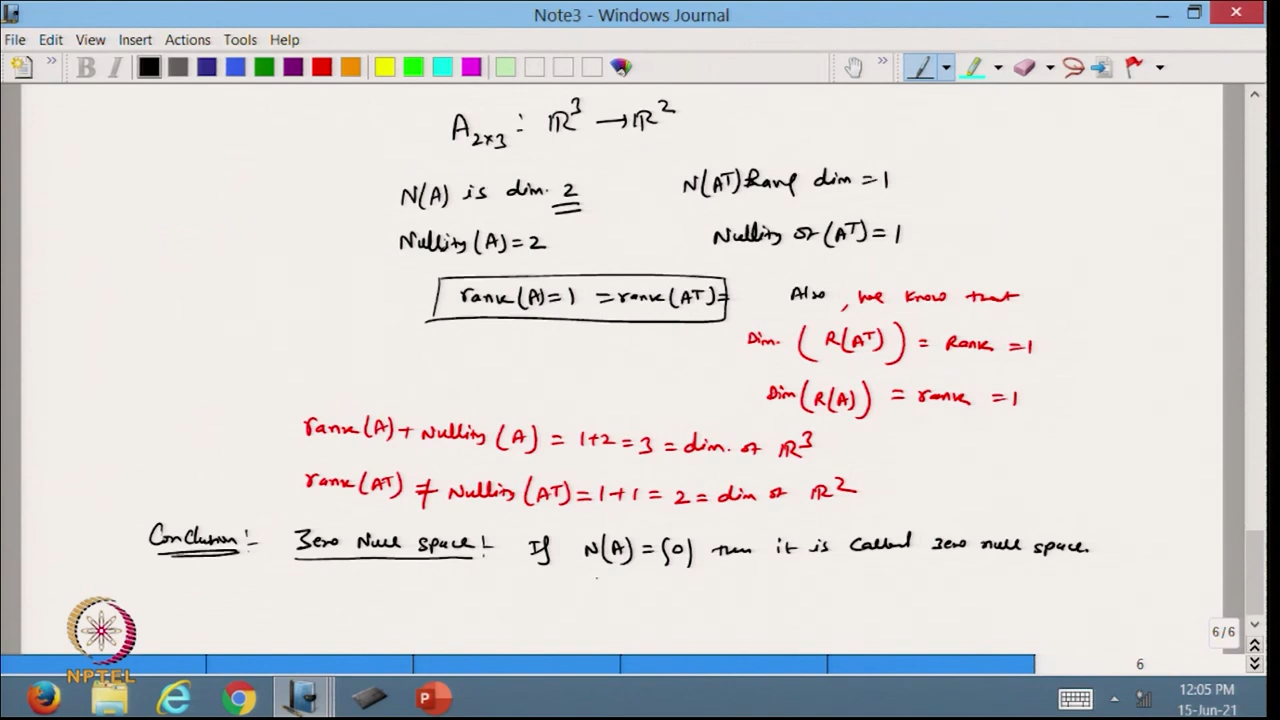 Note3 - Windows Journal
File Edit View Insert Actions Tools Help
A₂ₓ₃ : ℝ³ → ℝ²
N(A) is dim. 2
N(AT) have dim = 1
Nullity (A) = 2
Nullity of (AT) = 1
rank(A) = 1 = rank(AT) =
Also, we know that
Dim. (R(AT)) = Rank = 1
Dim (R(A)) = rank = 1
rank(A) + Nullity (A) = 1+2 = 3 = dim. of ℝ³
rank(AT) + Nullity (AT) = 1+1 = 2 = dim of ℝ²
Conclusion:- Zero Null space:- If N(A) = {0} then it is called zero null space.
6/6
6
NPTEL
12:05 PM
15-Jun-21